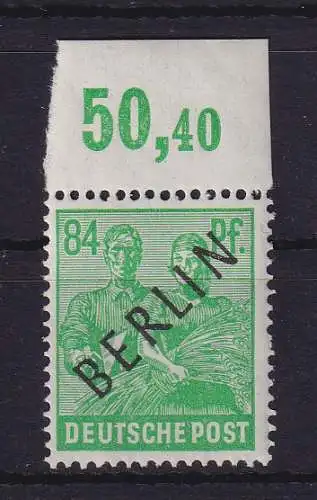 50,40
84 Pf.
BERLIN
DEUTSCHE POST